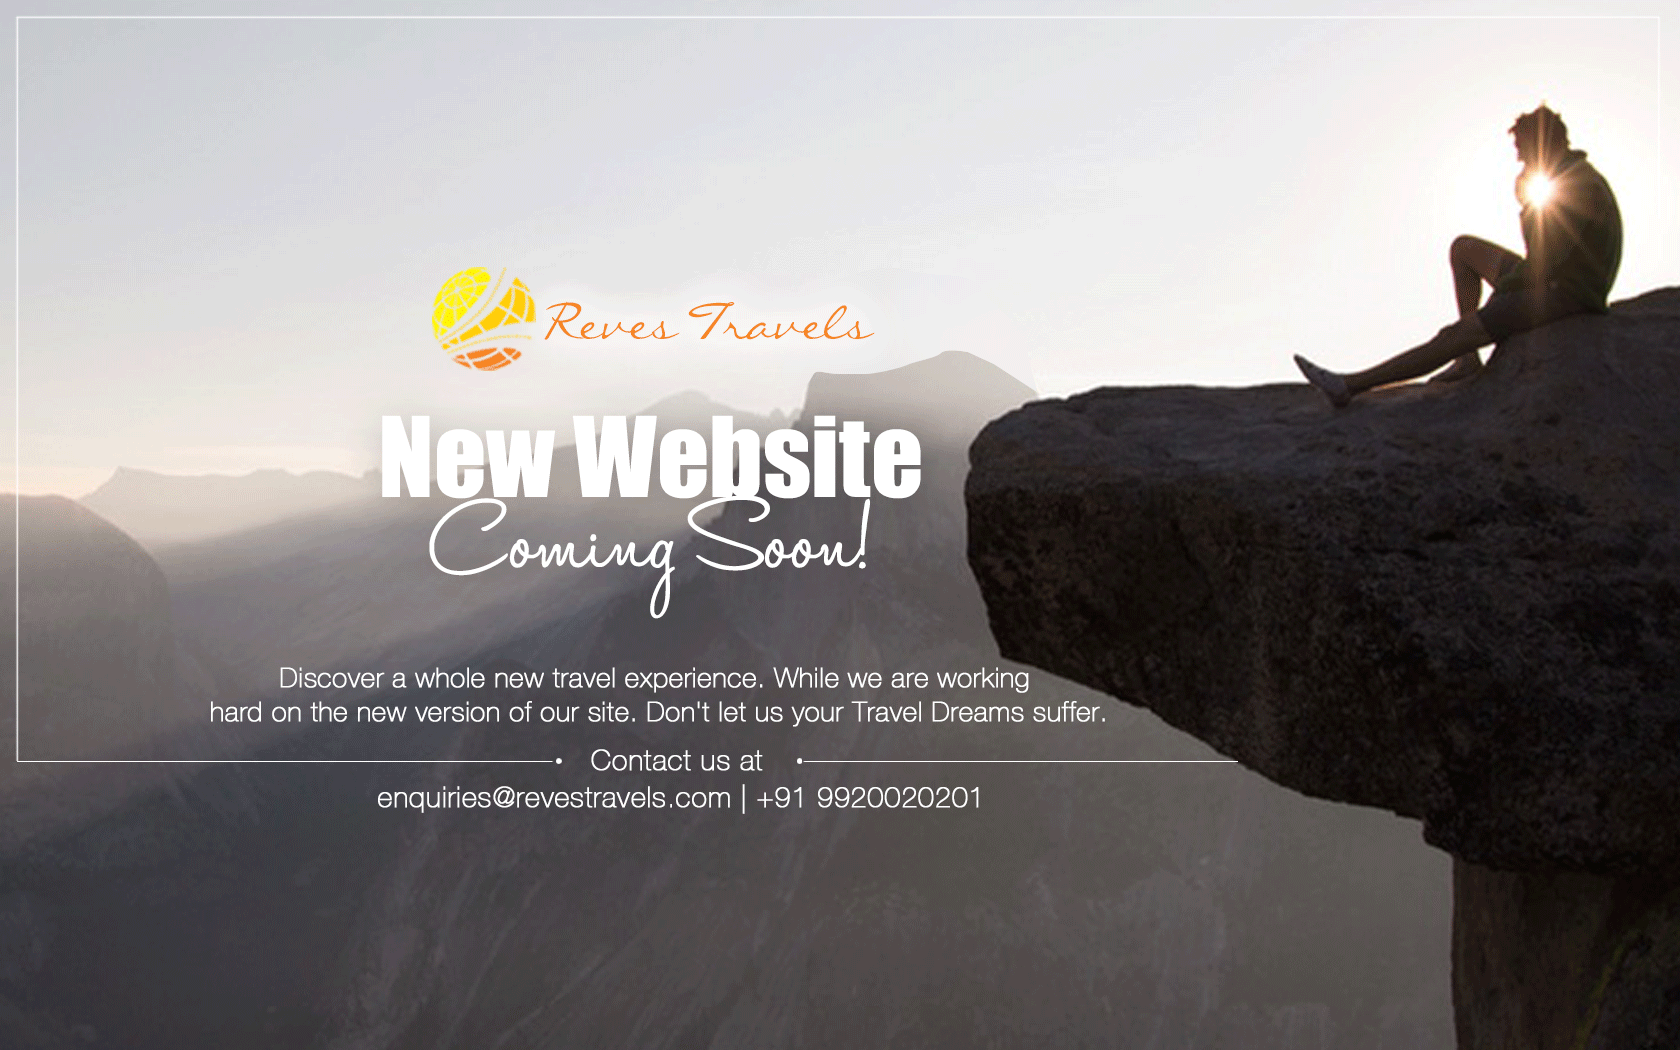 Reves Travels
New Website
Coming Soon!
Discover a whole new travel experience. While we are working
hard on the new version of our site. Don't let us your Travel Dreams suffer.
Contact us at
enquiries@revestravels.com | +91 9920020201